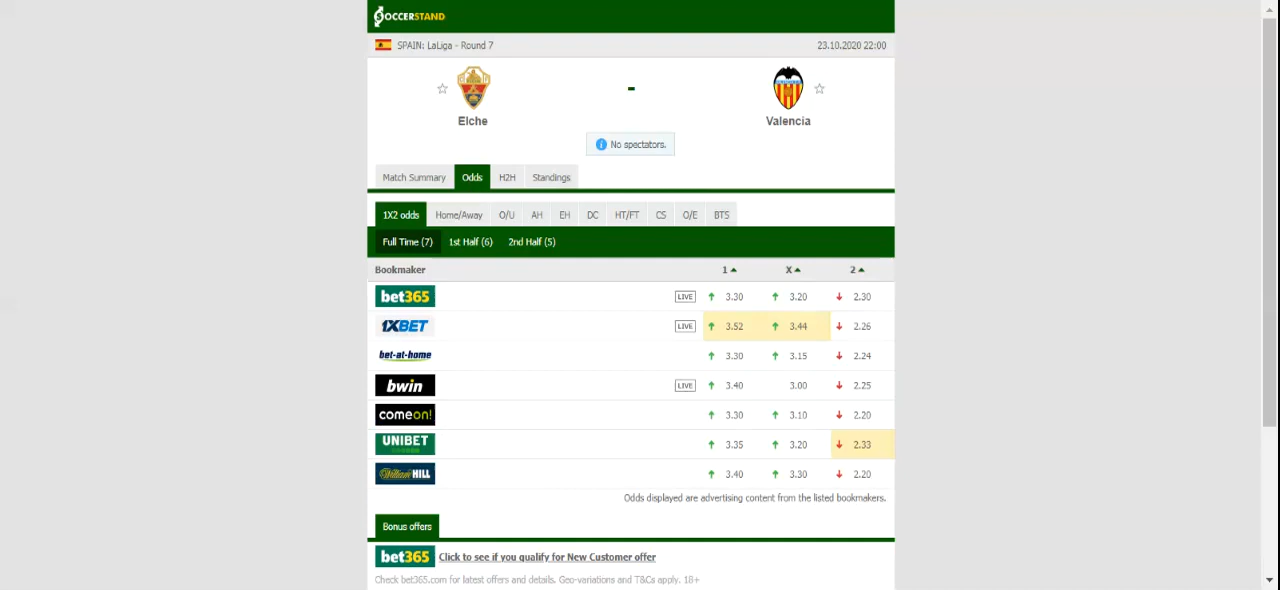 SOCCERSTAND
SPAIN: LaLiga - Round 7 23.10.2020 22:00
-
Elche Valencia
No spectators.
Match Summary Odds H2H Standings
1X2 odds Home/Away O/U AH EH DC HT/FT CS O/E BTS
Full Time (7) 1st Half (6) 2nd Half (5)
Bookmaker 1 X 2
bet365 LIVE 3.30 3.20 2.30
1XBET LIVE 3.52 3.44 2.26
bet-at-home 3.30 3.15 2.24
bwin LIVE 3.40 3.00 2.25
comeon! 3.30 3.10 2.20
UNIBET 3.35 3.20 2.33
William HILL 3.40 3.30 2.20
Odds displayed are advertising content from the listed bookmakers.
Bonus offers
bet365 Click to see if you qualify for New Customer offer
Check bet365.com for latest offers and details. Geo-variations and T&Cs apply. 18+